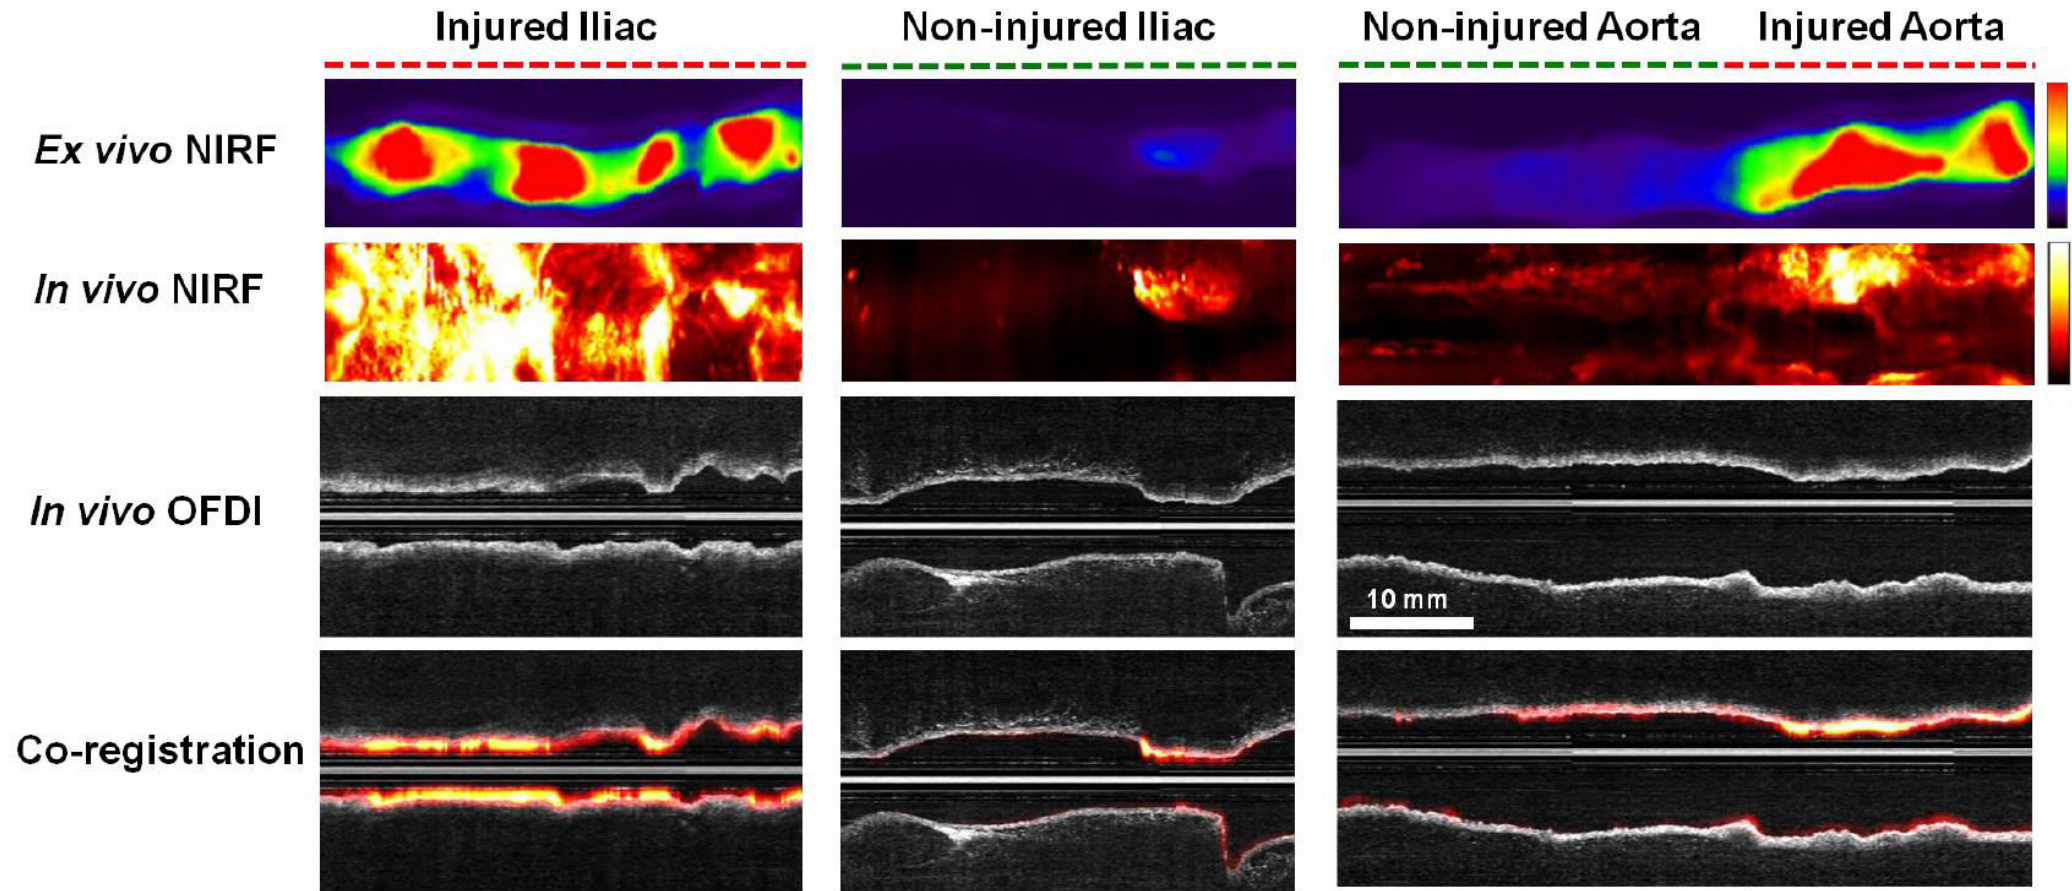 Injured Iliac
Non-injured Iliac
Non-injured Aorta
Injured Aorta
Ex vivo NIRF
In vivo NIRF
In vivo OFDI
10 mm
Co-registration